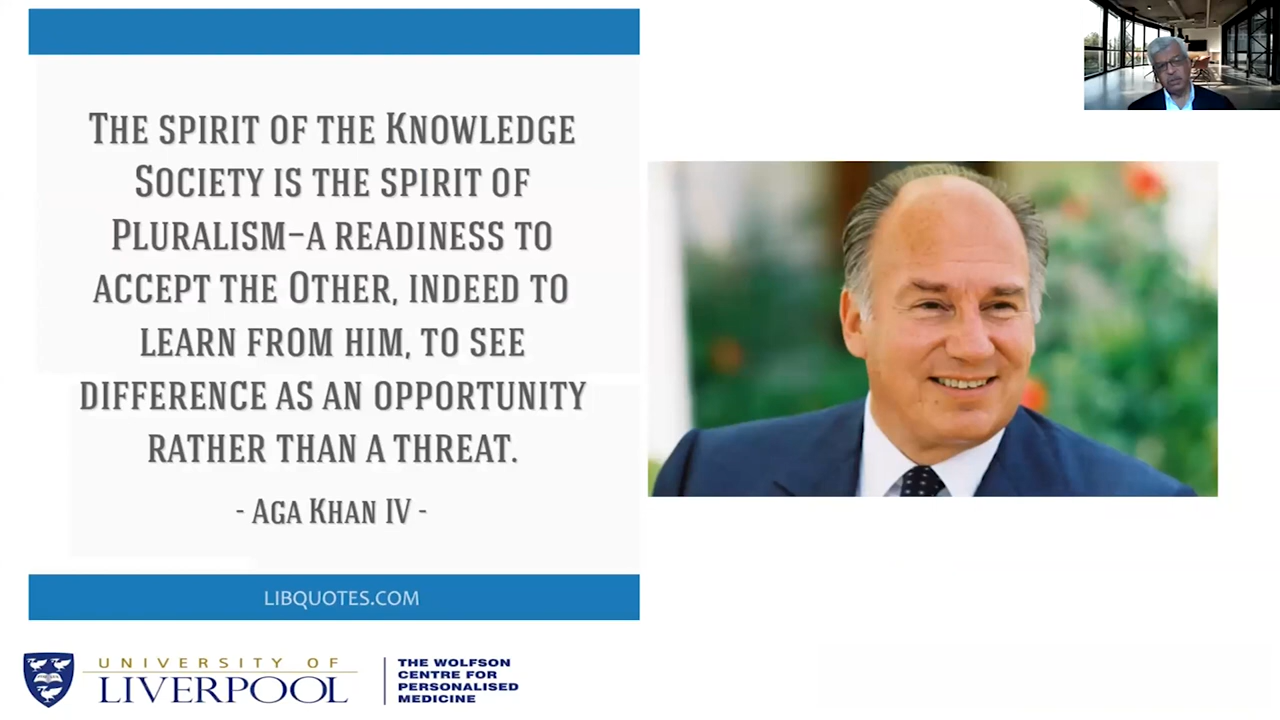 The spirit of the Knowledge
Society is the spirit of
Pluralism—a readiness to
accept the Other, indeed to
learn from him, to see
difference as an opportunity
rather than a threat.
- Aga Khan IV -
LIBQUOTES.COM
UNIVERSITY OF
LIVERPOOL
THE WOLFSON
CENTRE FOR
PERSONALISED
MEDICINE